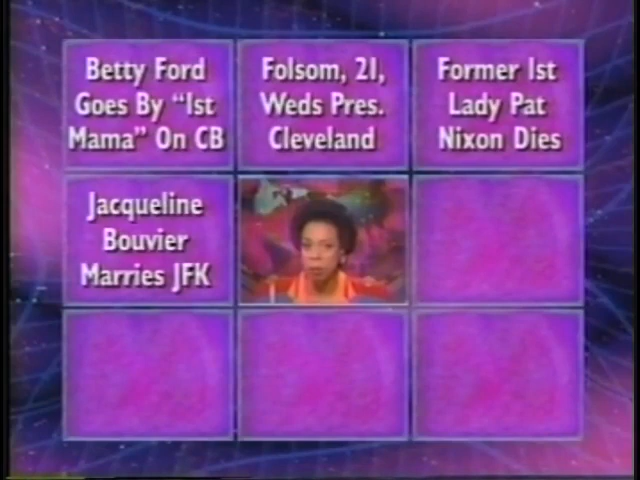 Betty Ford
Goes By "1st
Mama" On CB
Folsom, 21,
Weds Pres.
Cleveland
Former 1st
Lady Pat
Nixon Dies
Jacqueline
Bouvier
Marries JFK